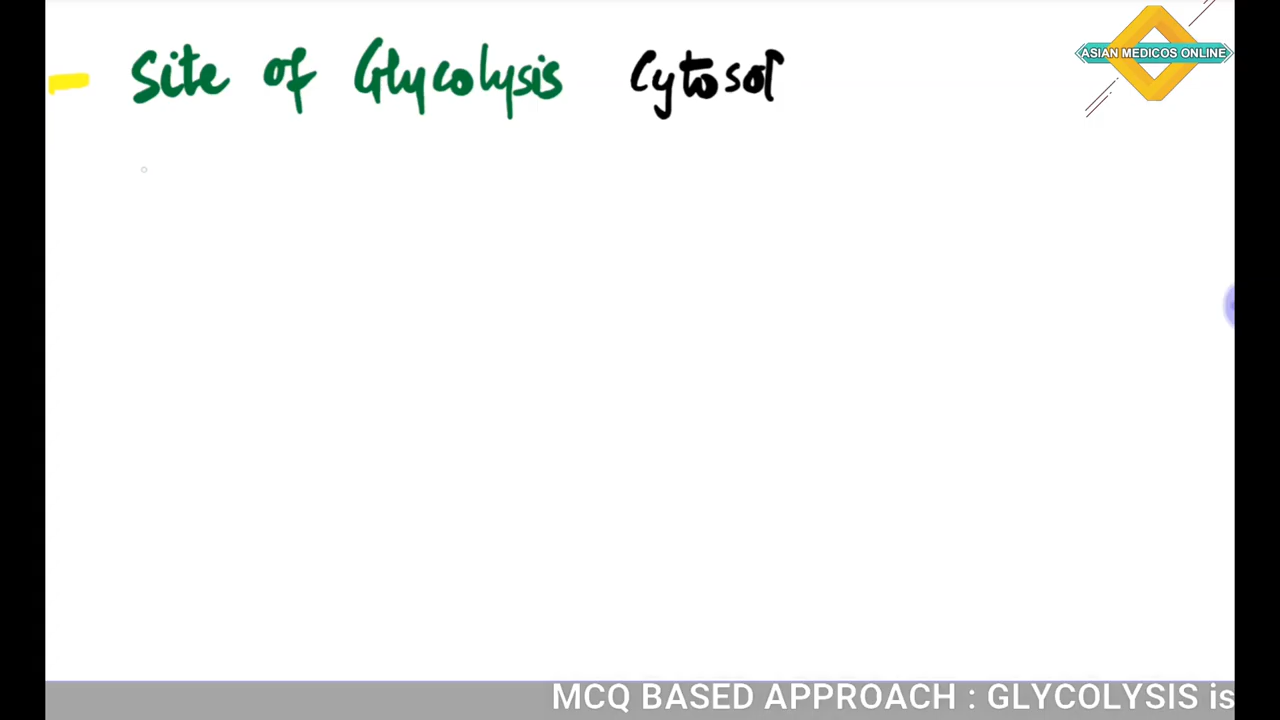 Site of Glycolysis Cytosol
ASIAN MEDICOS ONLINE
MCQ BASED APPROACH : GLYCOLYSIS is